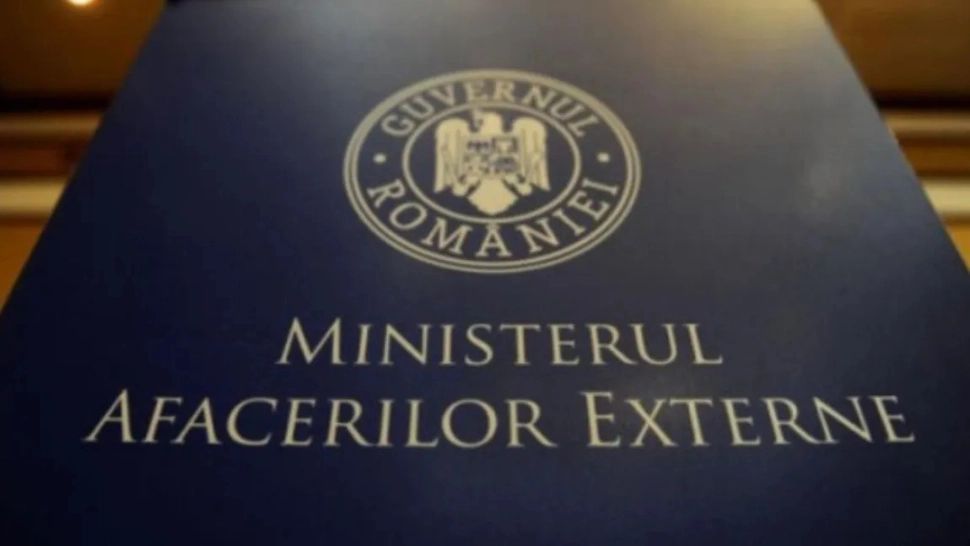 GUVERNUL
ROMÂNIEI
MINISTERUL
AFACERILOR EXTERNE